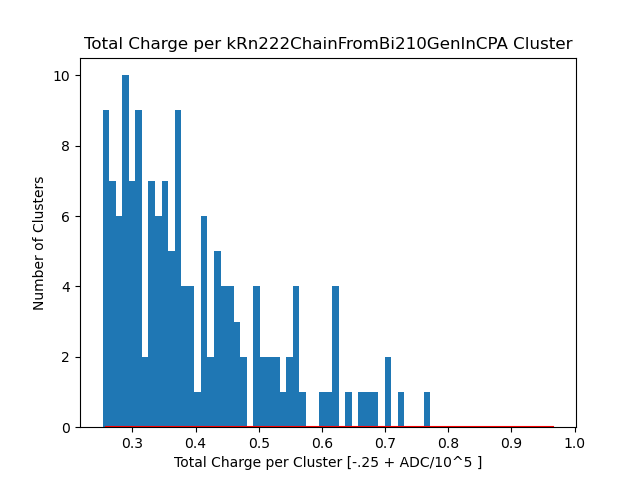 Total Charge per kRn222ChainFromBi210GenInCPA Cluster
10
8
6
4
2
0
Number of Clusters
0.3 0.4 0.5 0.6 0.7 0.8 0.9 1.0
Total Charge per Cluster [-.25 + ADC/10^5 ]